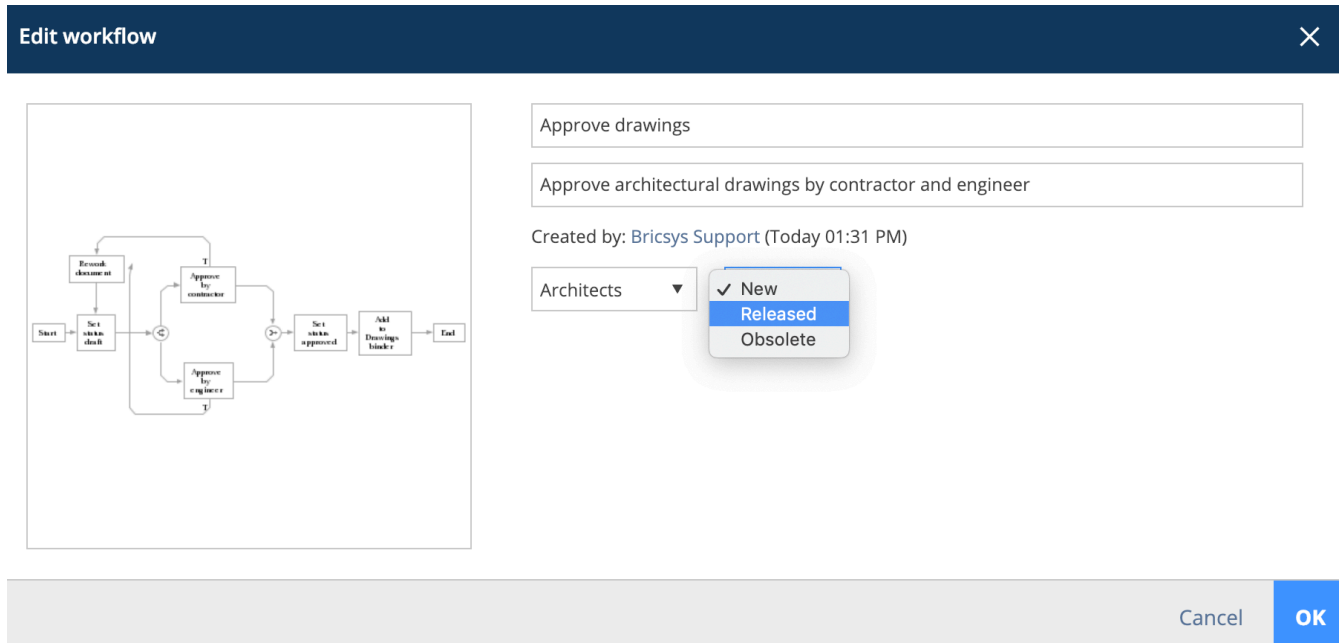 Edit workflow
Approve drawings
Approve architectural drawings by contractor and engineer
Created by: Bricsys Support (Today 01:31 PM)
Architects
New
Released
Obsolete
Rework
document
T
Approve
by
contractor
Start
Set
status
draft
Set
status
approved
Add
to
Drawings
binder
End
Approve
by
engineer
T
Cancel
OK